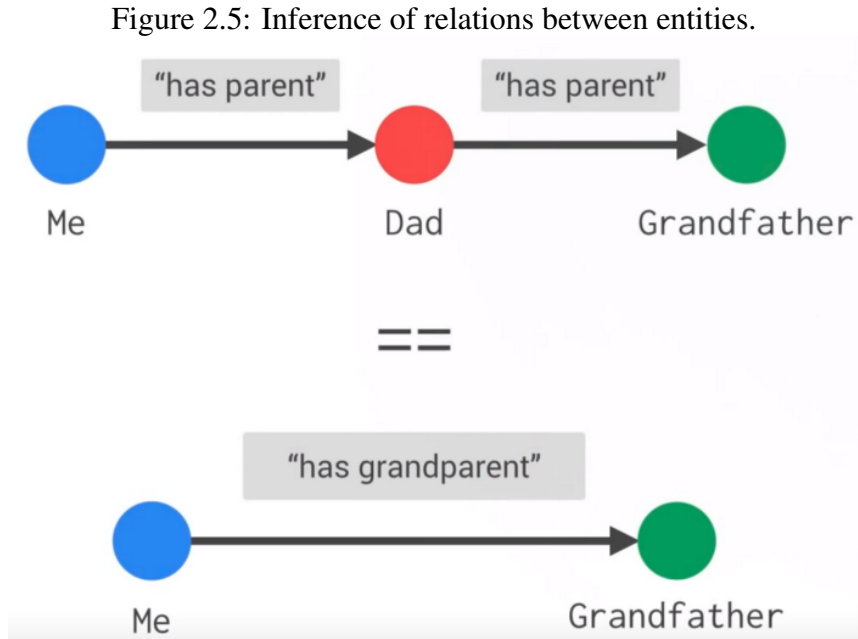 Figure 2.5: Inference of relations between entities.
“has parent” “has parent”
Me Dad Grandfather
==
“has grandparent”
Me Grandfather